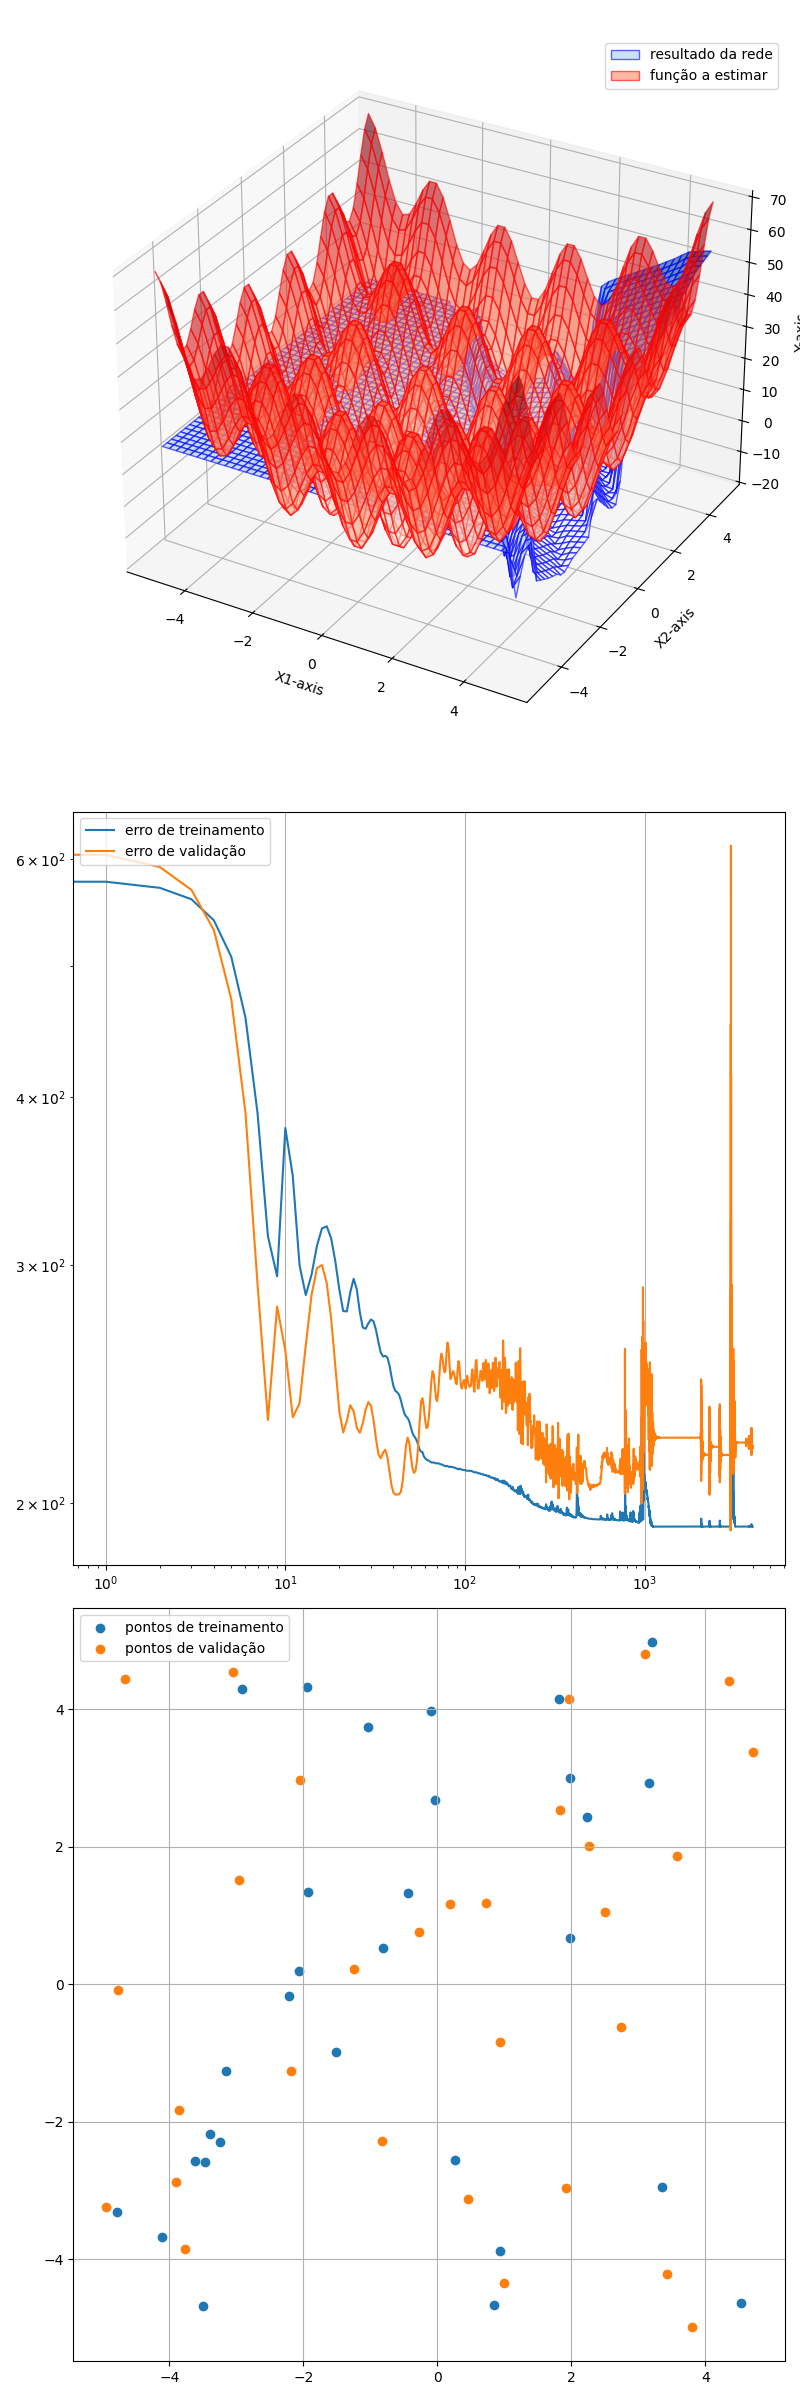 resultado da rede
função a estimar
70
60
50
40
30
20
10
0
−10
−20
4
2
0
−2
−4
X2-axis
−4
−2
0
2
4
X1-axis
erro de treinamento
erro de validação
6 × 10²
4 × 10²
3 × 10²
2 × 10²
10⁰
10¹
10²
10³
pontos de treinamento
pontos de validação
4
2
0
−2
−4
−4
−2
0
2
4